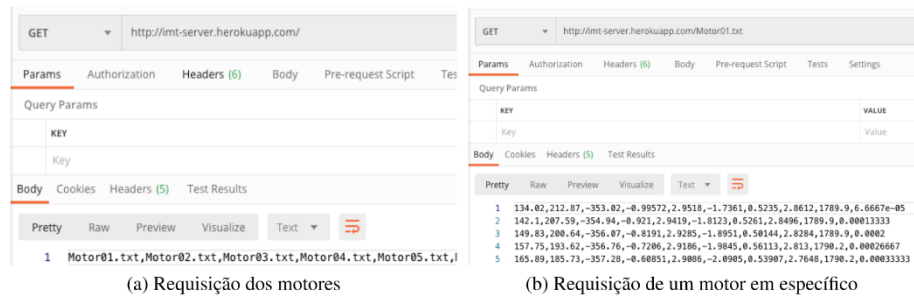 GET http://imt-server.herokuapp.com/
Params Authorization Headers (6) Body Pre-request Script Tes
Query Params
KEY
Key
Body Cookies Headers (5) Test Results
Pretty Raw Preview Visualize Text
1 Motor01.txt,Motor02.txt,Motor03.txt,Motor04.txt,Motor05.txt,
(a) Requisição dos motores
GET http://imt-server.herokuapp.com/Motor01.txt
Params Authorization Headers (6) Body Pre-request Script Tests Settings
Query Params
KEY VALUE
Key Value
Body Cookies Headers (5) Test Results
Pretty Raw Preview Visualize Text
1 134.02,212.87,-353.02,-0.99572,2.9518,-1.7361,0.5235,2.8612,1789.9,6.6667e-05
2 142.1,207.59,-354.94,-0.921,2.9419,-1.8123,0.5261,2.8496,1789.9,0.00013333
3 149.83,200.64,-356.07,-0.8191,2.9285,-1.8951,0.50144,2.8284,1789.9,0.0002
4 157.75,193.62,-356.76,-0.7206,2.9186,-1.9845,0.56113,2.813,1790.2,0.00026667
5 165.89,185.73,-357.28,-0.60851,2.9086,-2.0905,0.53907,2.7648,1790.2,0.00033333
(b) Requisição de um motor em específico